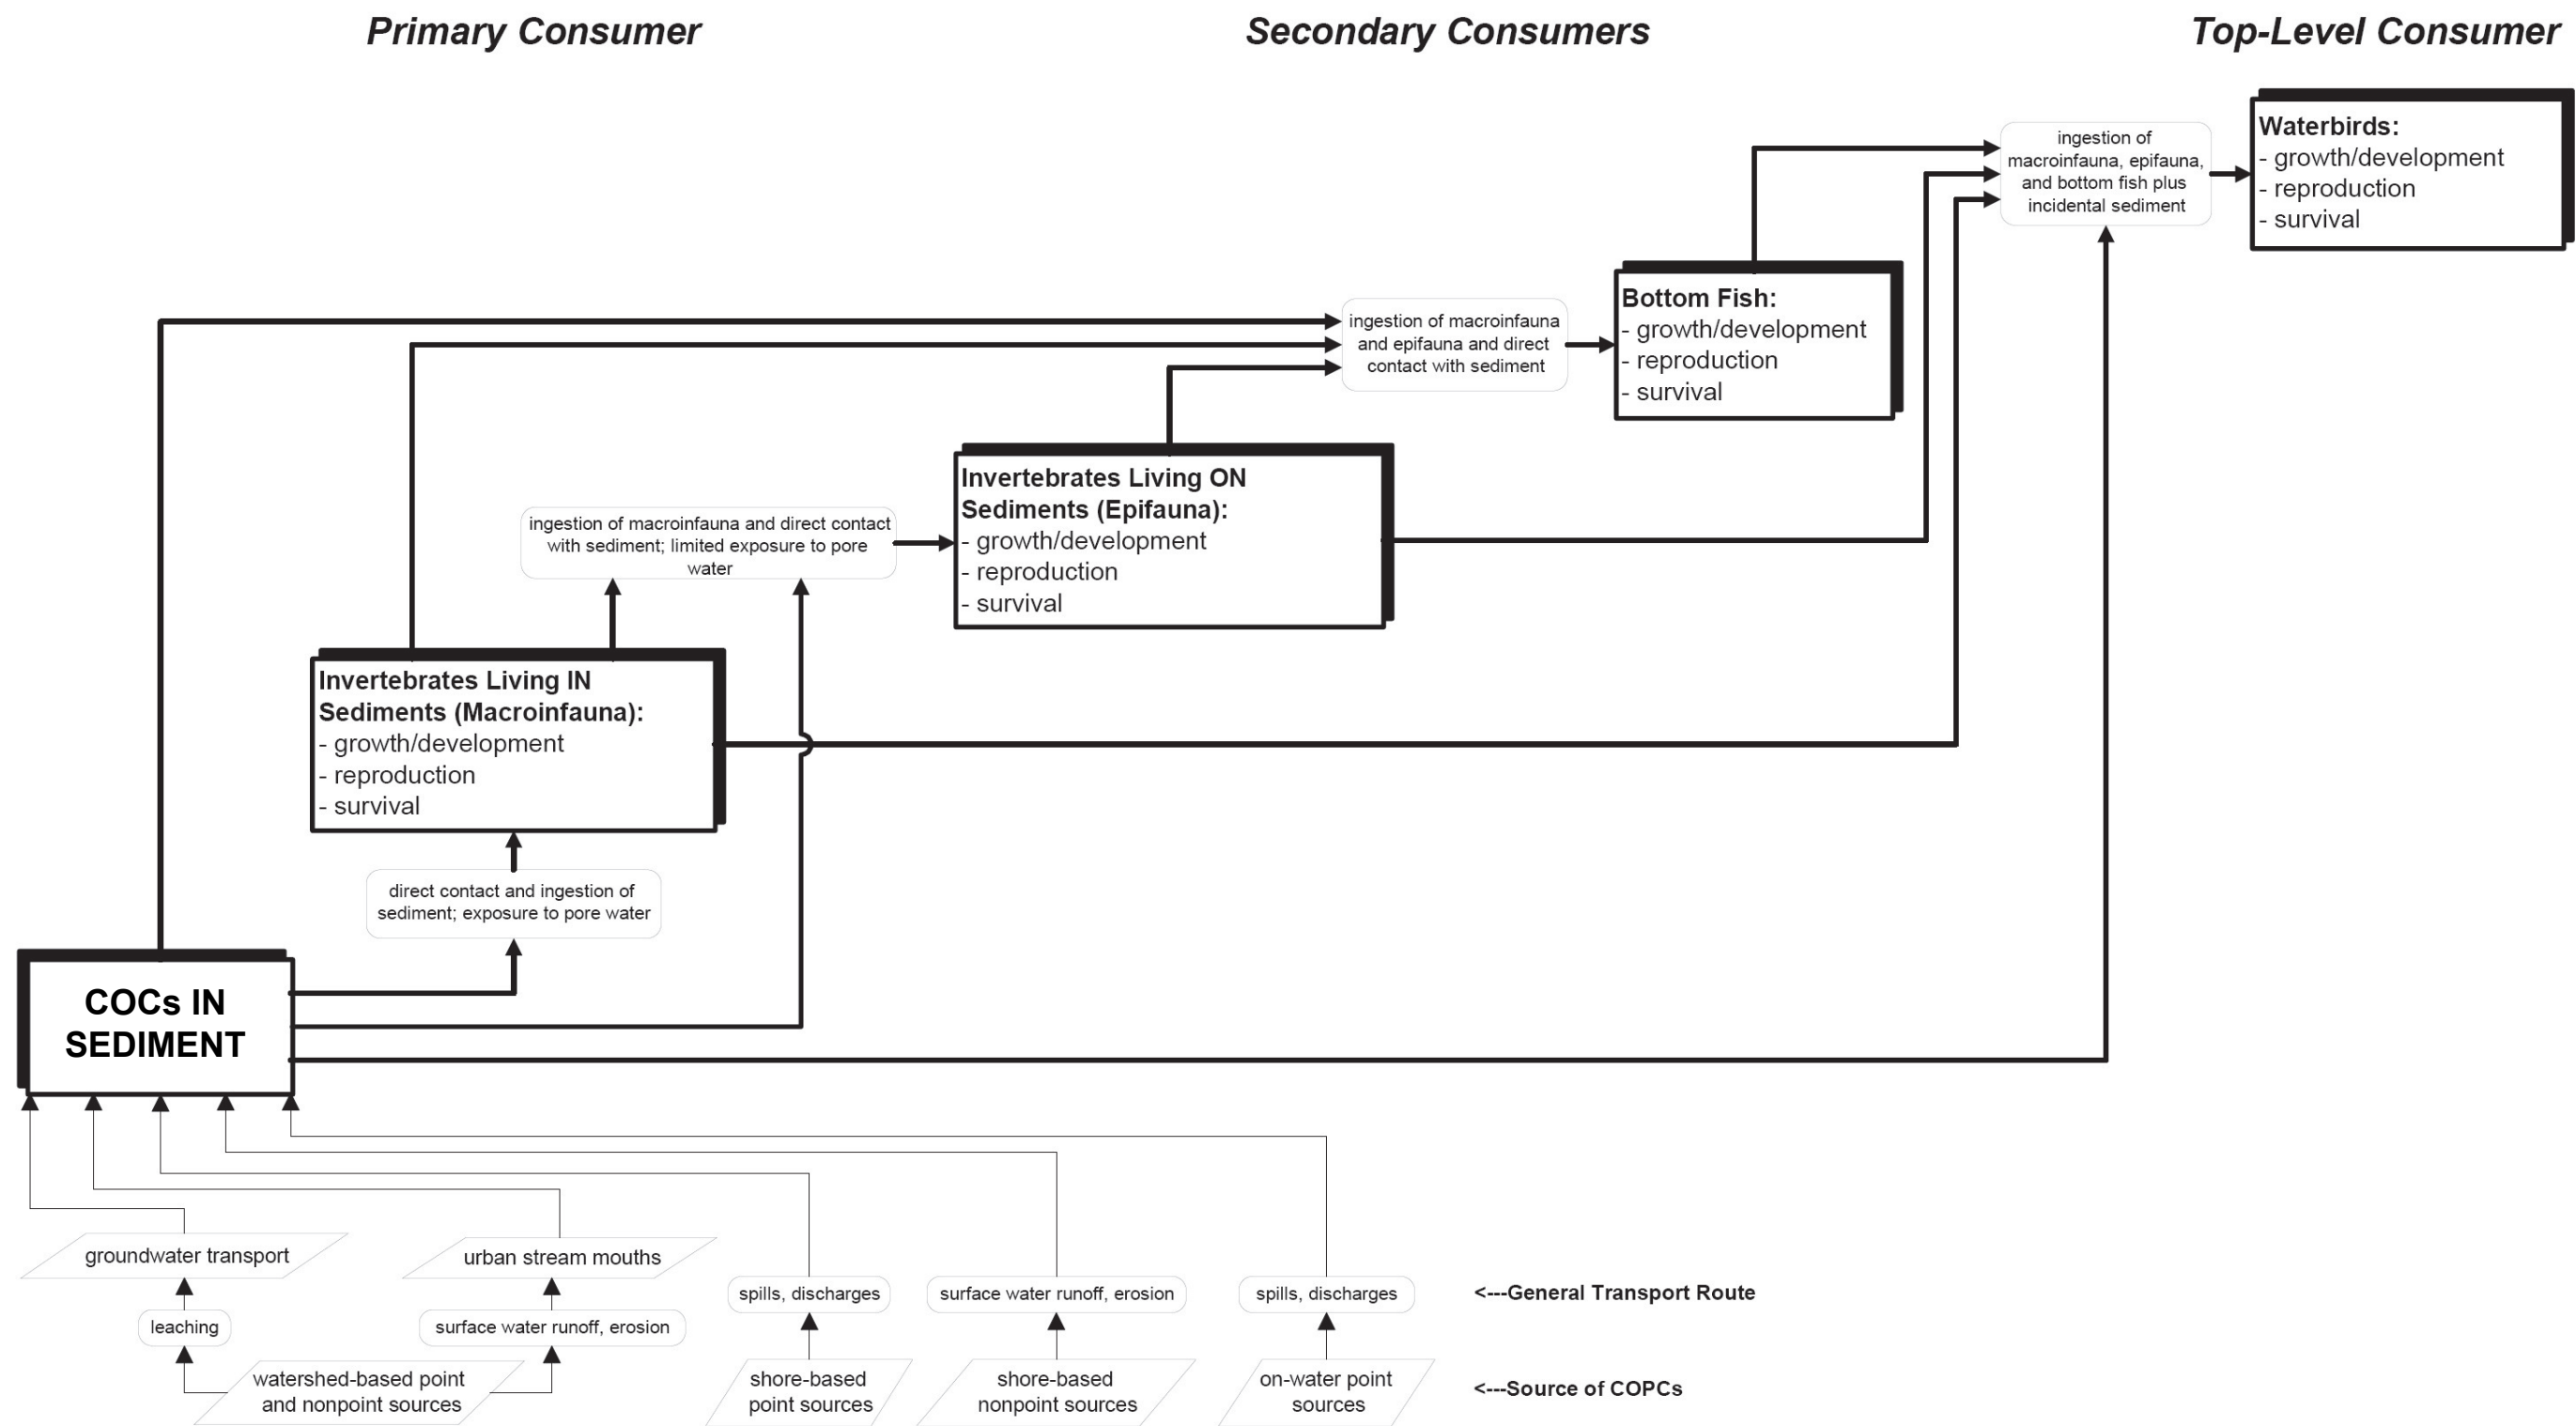 Primary Consumer
Secondary Consumers
Top-Level Consumer
Waterbirds:
- growth/development
- reproduction
- survival
ingestion of
macroinfauna, epifauna,
and bottom fish plus
incidental sediment
Bottom Fish:
- growth/development
- reproduction
- survival
ingestion of macroinfauna
and epifauna and direct
contact with sediment
Invertebrates Living ON
Sediments (Epifauna):
- growth/development
- reproduction
- survival
ingestion of macroinfauna and direct contact
with sediment; limited exposure to pore
water
Invertebrates Living IN
Sediments (Macroinfauna):
- growth/development
- reproduction
- survival
direct contact and ingestion of
sediment; exposure to pore water
COCs IN
SEDIMENT
groundwater transport
urban stream mouths
spills, discharges
surface water runoff, erosion
spills, discharges
<---General Transport Route
leaching
surface water runoff, erosion
watershed-based point
and nonpoint sources
shore-based
point sources
shore-based
nonpoint sources
on-water point
sources
<---Source of COPCs